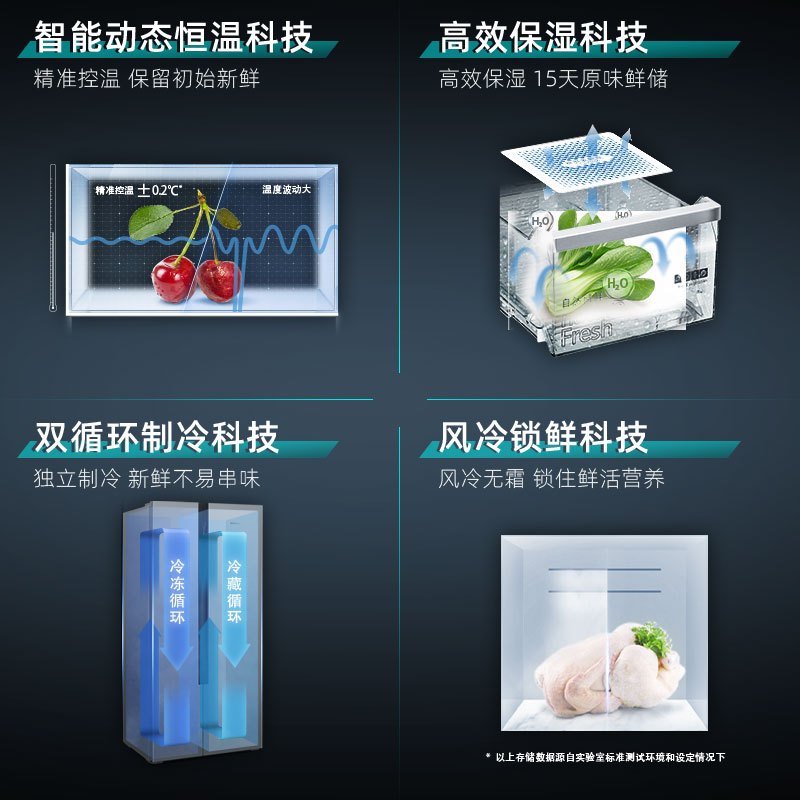 智能动态恒温科技
精准控温 保留初始新鲜
精准控温 ±0.2℃*
温度波动大
高效保湿科技
高效保湿 15天原味鲜储
H₂O
H₂O
H₂O
Fresh
双循环制冷科技
独立制冷 新鲜不易串味
冷冻循环
冷藏循环
风冷锁鲜科技
风冷无霜 锁住鲜活营养
* 以上存储数据源自实验室标准测试环境和设定情况下